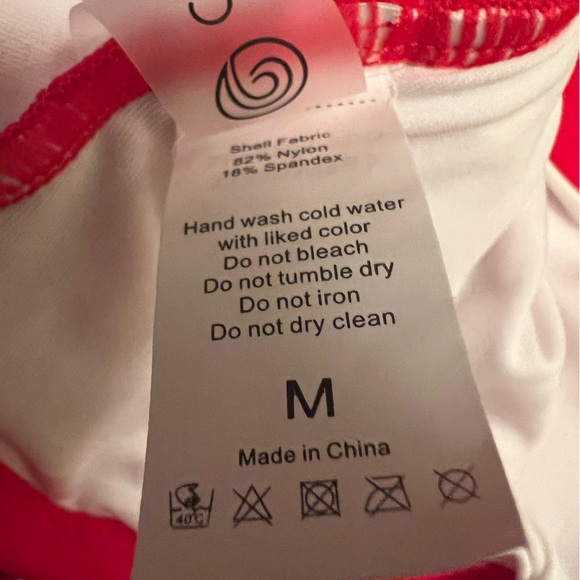 Shell Fabric
82% Nylon
18% Spandex
Hand wash cold water
with liked color
Do not bleach
Do not tumble dry
Do not iron
Do not dry clean
M
Made in China
40°C